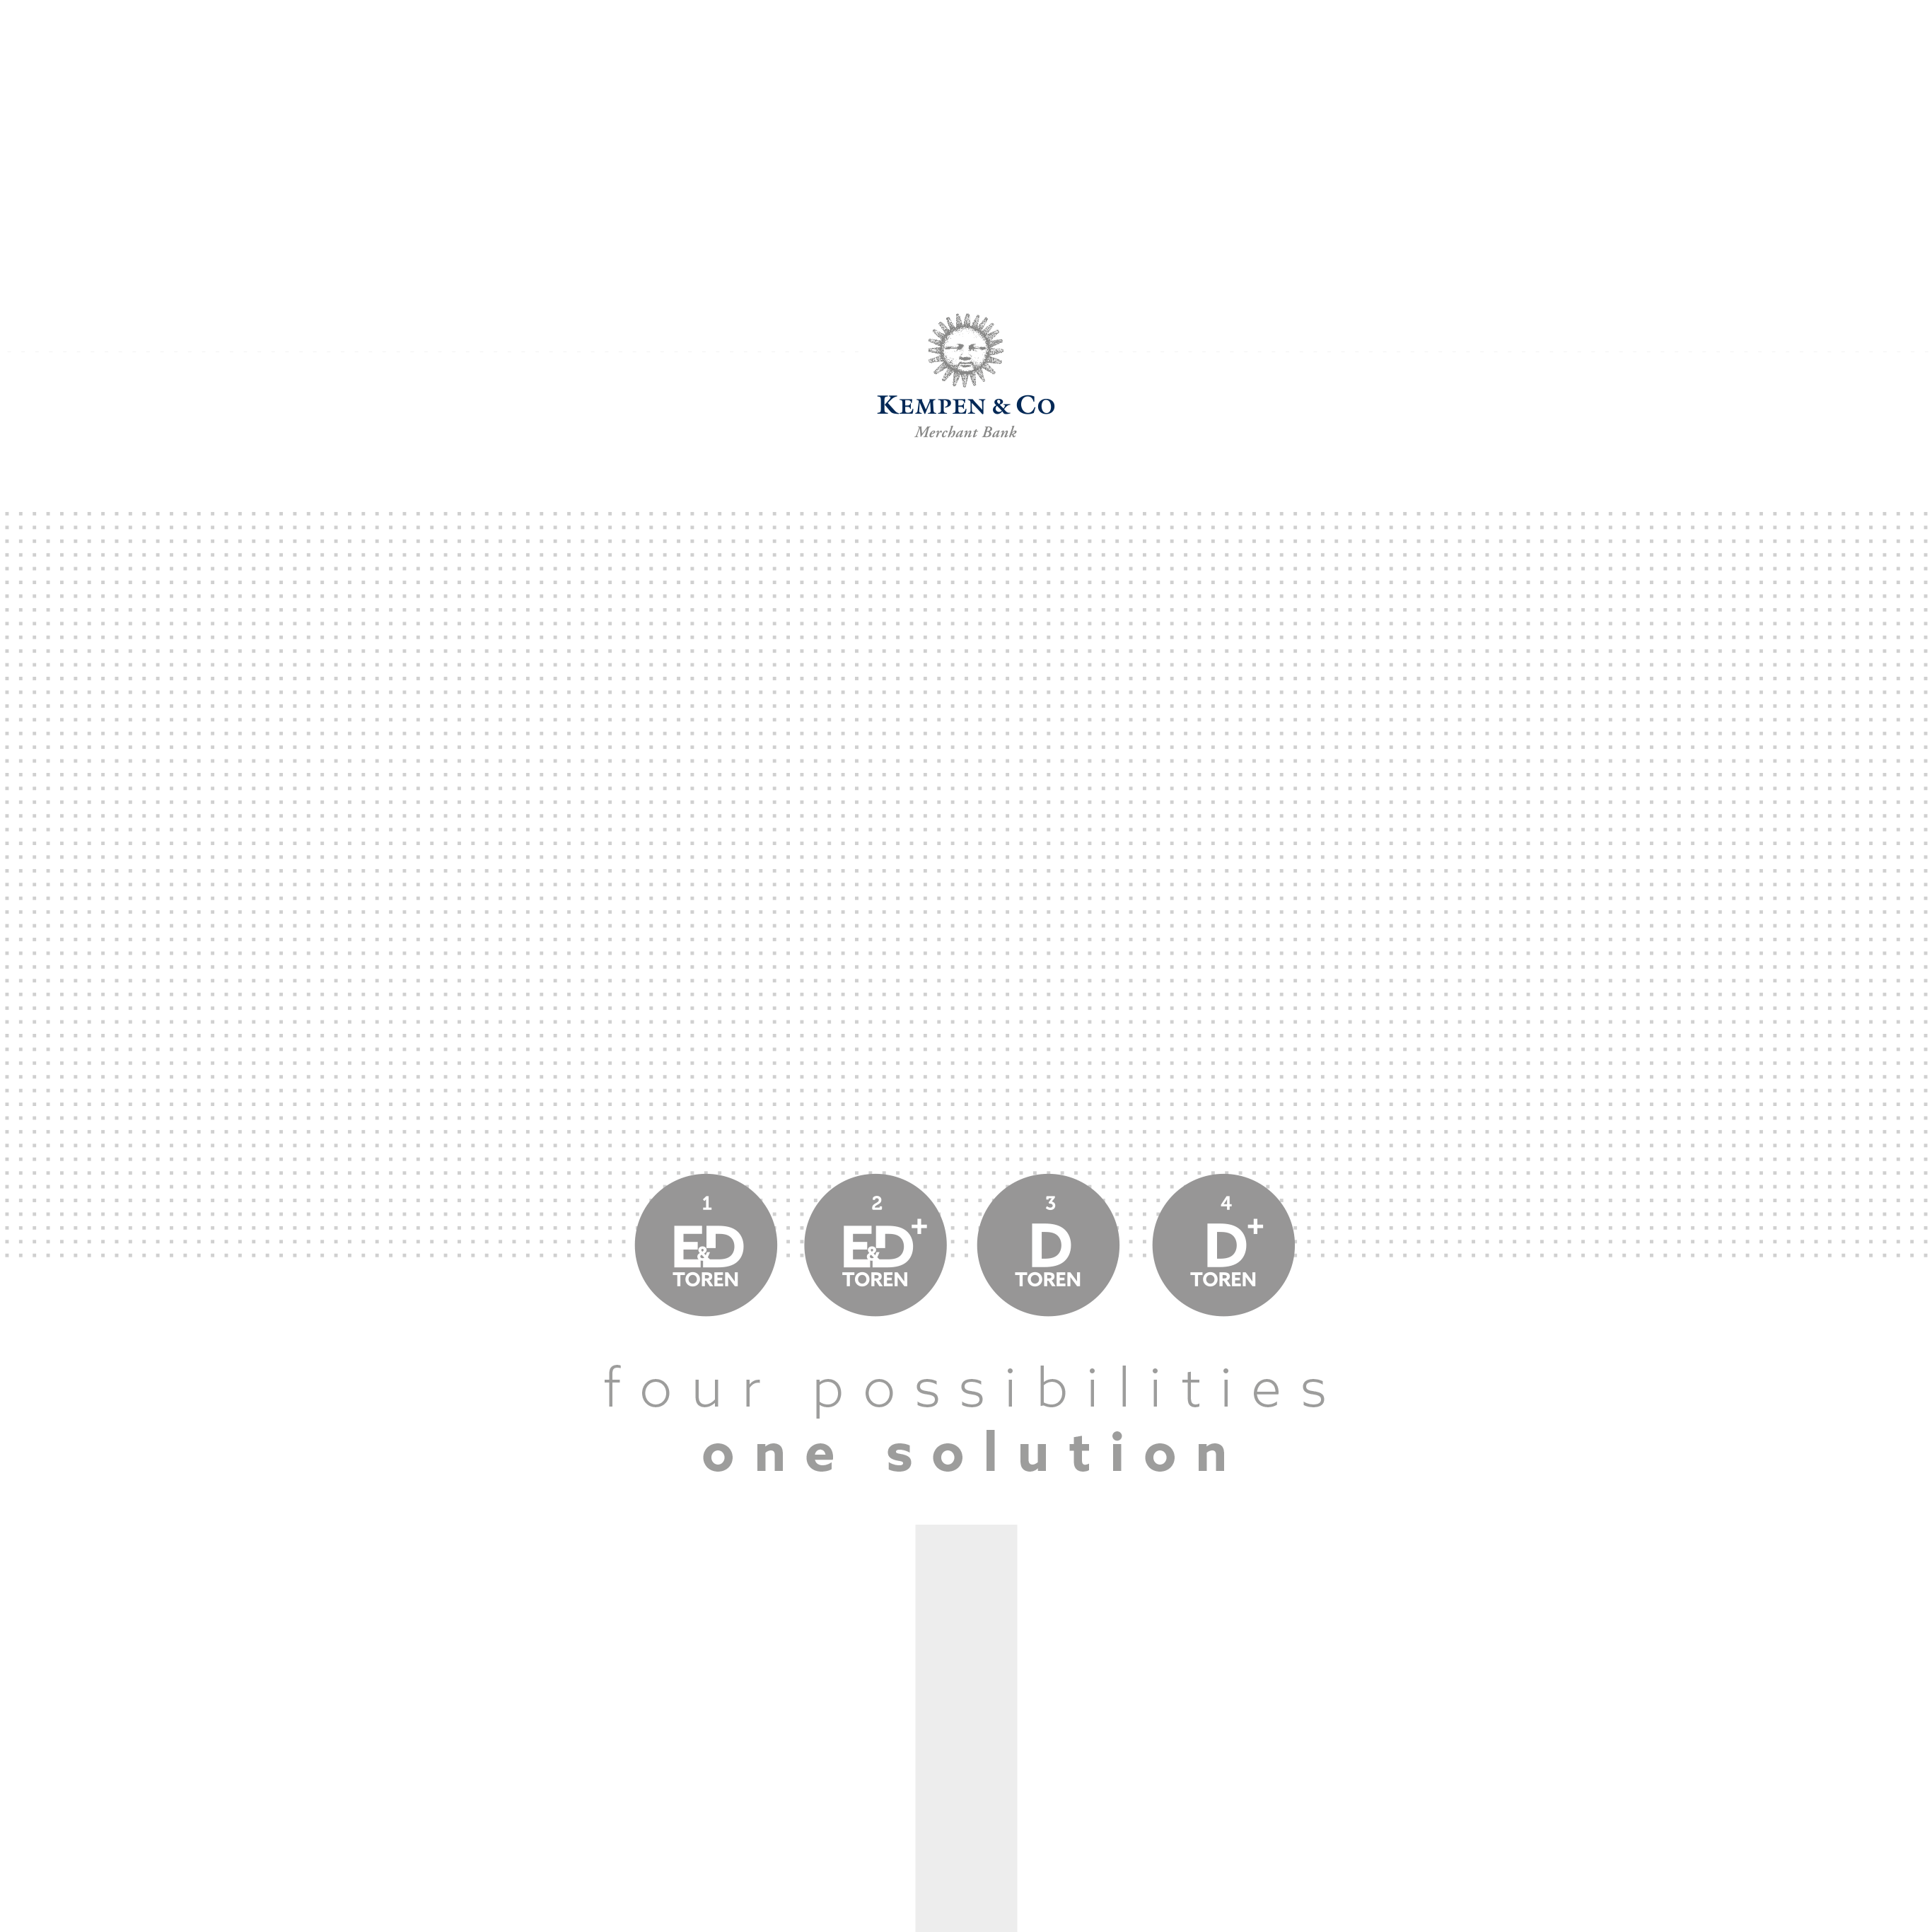 KEMPEN & CO
Merchant Bank
1
E&D
TOREN
2
E&D+
TOREN
3
D
TOREN
4
D+
TOREN
four possibilities
one solution